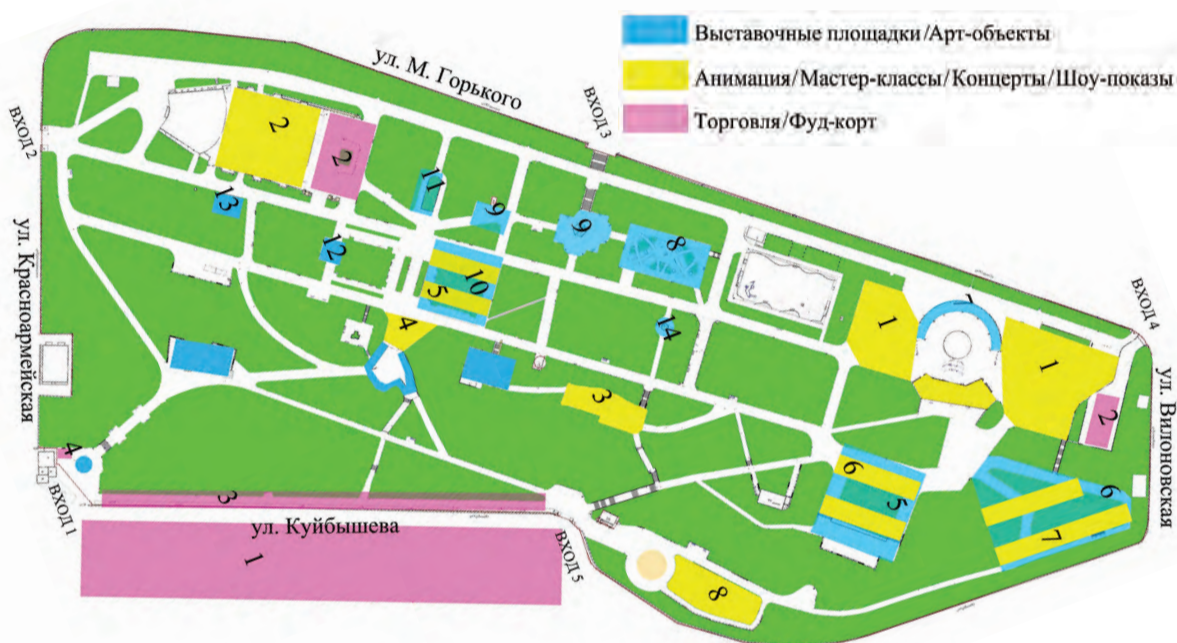 Выставочные площадки/Арт-объекты
Анимация/Мастер-классы/Концерты/Шоу-показы
Торговля/Фуд-корт
ул. М. Горького
ВХОД 3
ВХОД 2
ВХОД 4
ул. Красноармейская
ул. Вилоновская
2
2
11
9
9
8
13
12
10
5
4
14
7
1
1
2
3
6
5
6
7
4
3
ВХОД 1
ул. Куйбышева
ВХОД 5
1
8